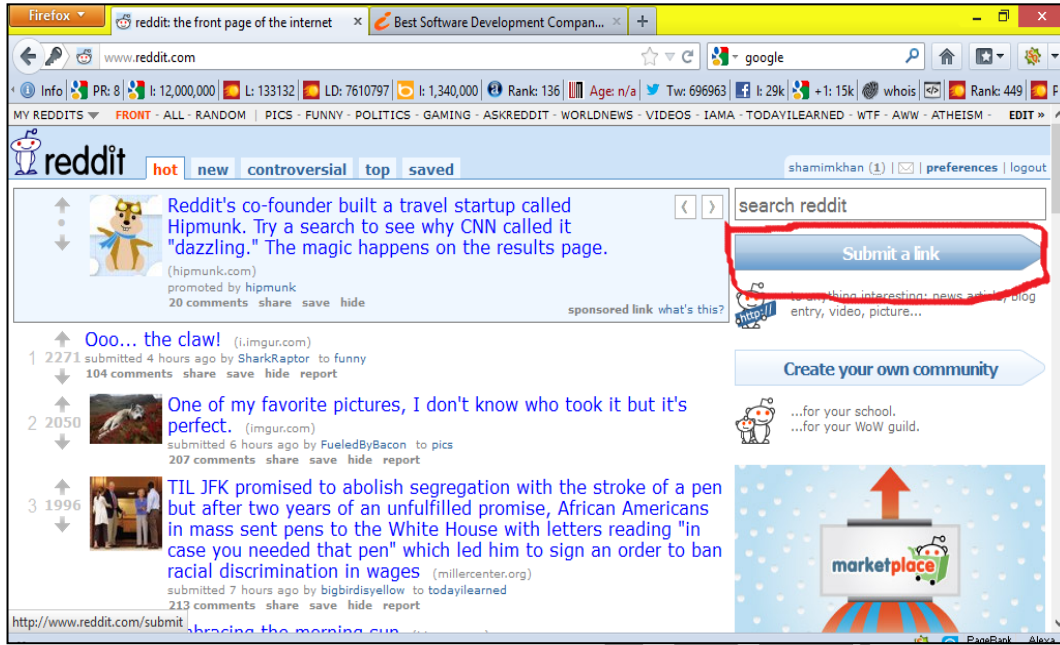 Firefox
reddit: the front page of the internet x
Best Software Development Compan... x +
www.reddit.com
google
Info PR: 8 I: 12,000,000 L: 133132 LD: 7610797 I: 1,340,000 Rank: 136 Age: n/a Tw: 696963 l: 29k +1: 15k whois Rank: 449
MY REDDITS FRONT - ALL - RANDOM | PICS - FUNNY - POLITICS - GAMING - ASKREDDIT - WORLDNEWS - VIDEOS - IAMA - TODAYILEARNED - WTF - AWW - ATHEISM - EDIT »
reddit hot new controversial top saved
shamimkhan (1) | preferences | logout
Reddit's co-founder built a travel startup called
Hipmunk. Try a search to see why CNN called it
"dazzling." The magic happens on the results page.
(hipmunk.com)
promoted by hipmunk
20 comments share save hide
sponsored link what's this?
1 2271
Ooo... the claw! (i.imgur.com)
submitted 4 hours ago by SharkRaptor to funny
104 comments share save hide report
2 2050
One of my favorite pictures, I don't know who took it but it's
perfect. (imgur.com)
submitted 6 hours ago by FueledByBacon to pics
207 comments share save hide report
3 1996
TIL JFK promised to abolish segregation with the stroke of a pen
but after two years of an unfulfilled promise, African Americans
in mass sent pens to the White House with letters reading "in
case you needed that pen" which led him to sign an order to ban
racial discrimination in wages (millercenter.org)
submitted 7 hours ago by bigbirdisyellow to todayilearned
213 comments share save hide report
http://www.reddit.com/submit
the morning sun
search reddit
Submit a link
http://
to anything interesting: news article, blog
entry, video, picture...
Create your own community
...for your school.
...for your WoW guild.
marketplace
PageRank Alexa